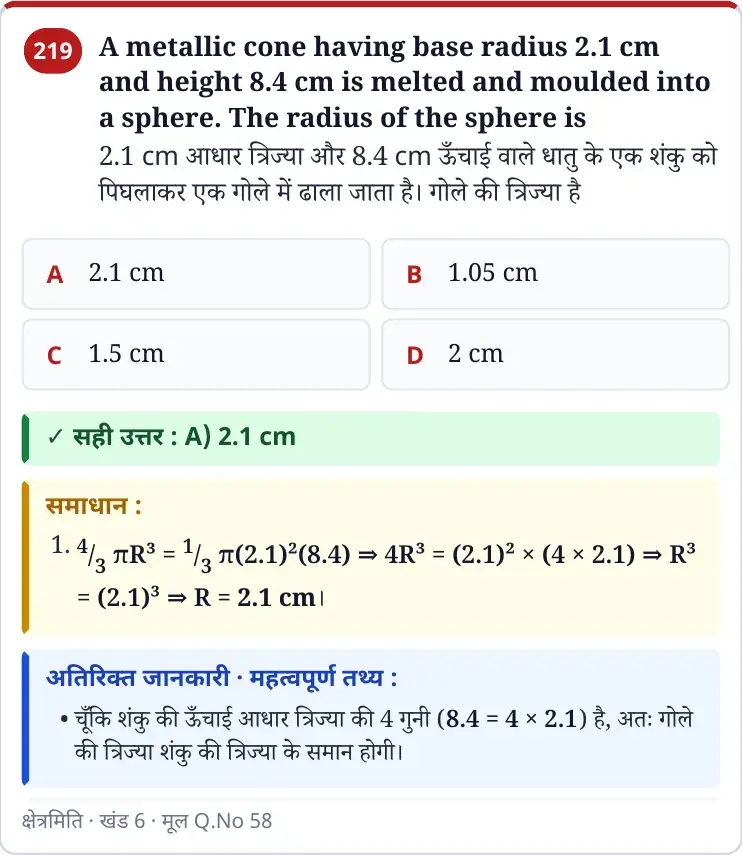 219 A metallic cone having base radius 2.1 cm
and height 8.4 cm is melted and moulded into
a sphere. The radius of the sphere is
2.1 cm आधार त्रिज्या और 8.4 cm ऊँचाई वाले धातु के एक शंकु को
पिघलाकर एक गोले में ढाला जाता है। गोले की त्रिज्या है
A 2.1 cm
B 1.05 cm
C 1.5 cm
D 2 cm
✓ सही उत्तर : A) 2.1 cm
समाधान :
1. ⁴/₃ πR³ = ¹/₃ π(2.1)²(8.4) ⇒ 4R³ = (2.1)² × (4 × 2.1) ⇒ R³
= (2.1)³ ⇒ R = 2.1 cm।
अतिरिक्त जानकारी · महत्वपूर्ण तथ्य :
• चूँकि शंकु की ऊँचाई आधार त्रिज्या की 4 गुनी (8.4 = 4 × 2.1) है, अतः गोले
की त्रिज्या शंकु की त्रिज्या के समान होगी।
क्षेत्रमिति · खंड 6 · मूल Q.No 58